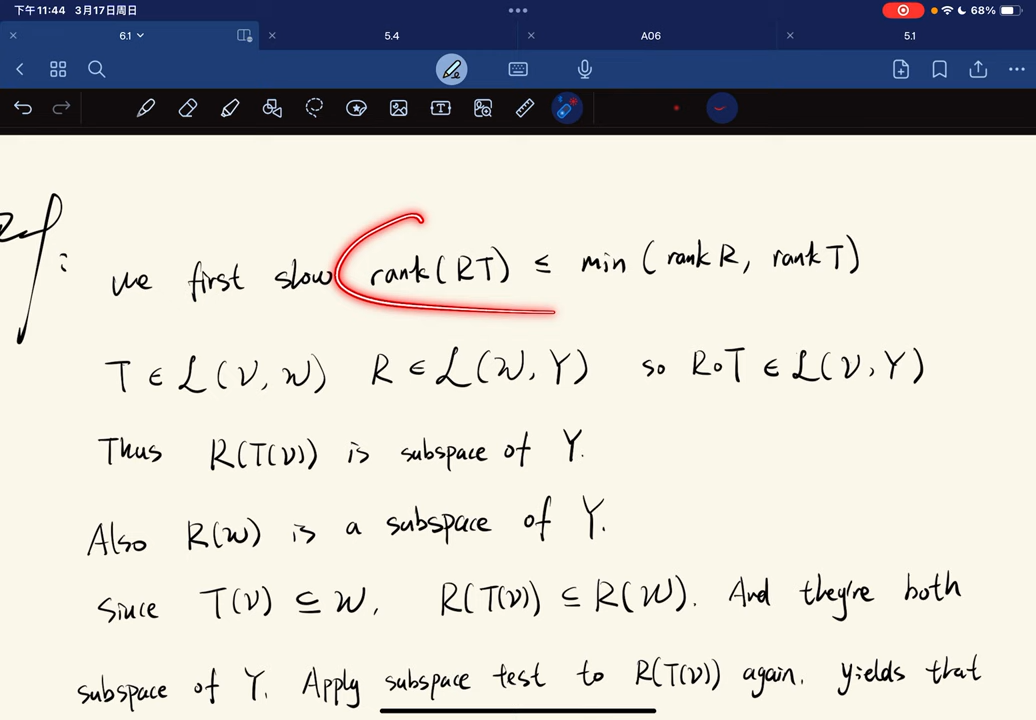 下午11:44 3月17日周日
68%
6.1
5.4
A06
5.1
We first slow rank(RT) ≤ min (rank R, rank T)
T ∈ L(V, W) R ∈ L(W, Y) so R∘T ∈ L(V, Y)
Thus R(T(V)) is subspace of Y.
Also R(W) is a subspace of Y.
Since T(V) ⊆ W, R(T(V)) ⊆ R(W). And they're both
subspace of Y. Apply subspace test to R(T(V)) again. yields that